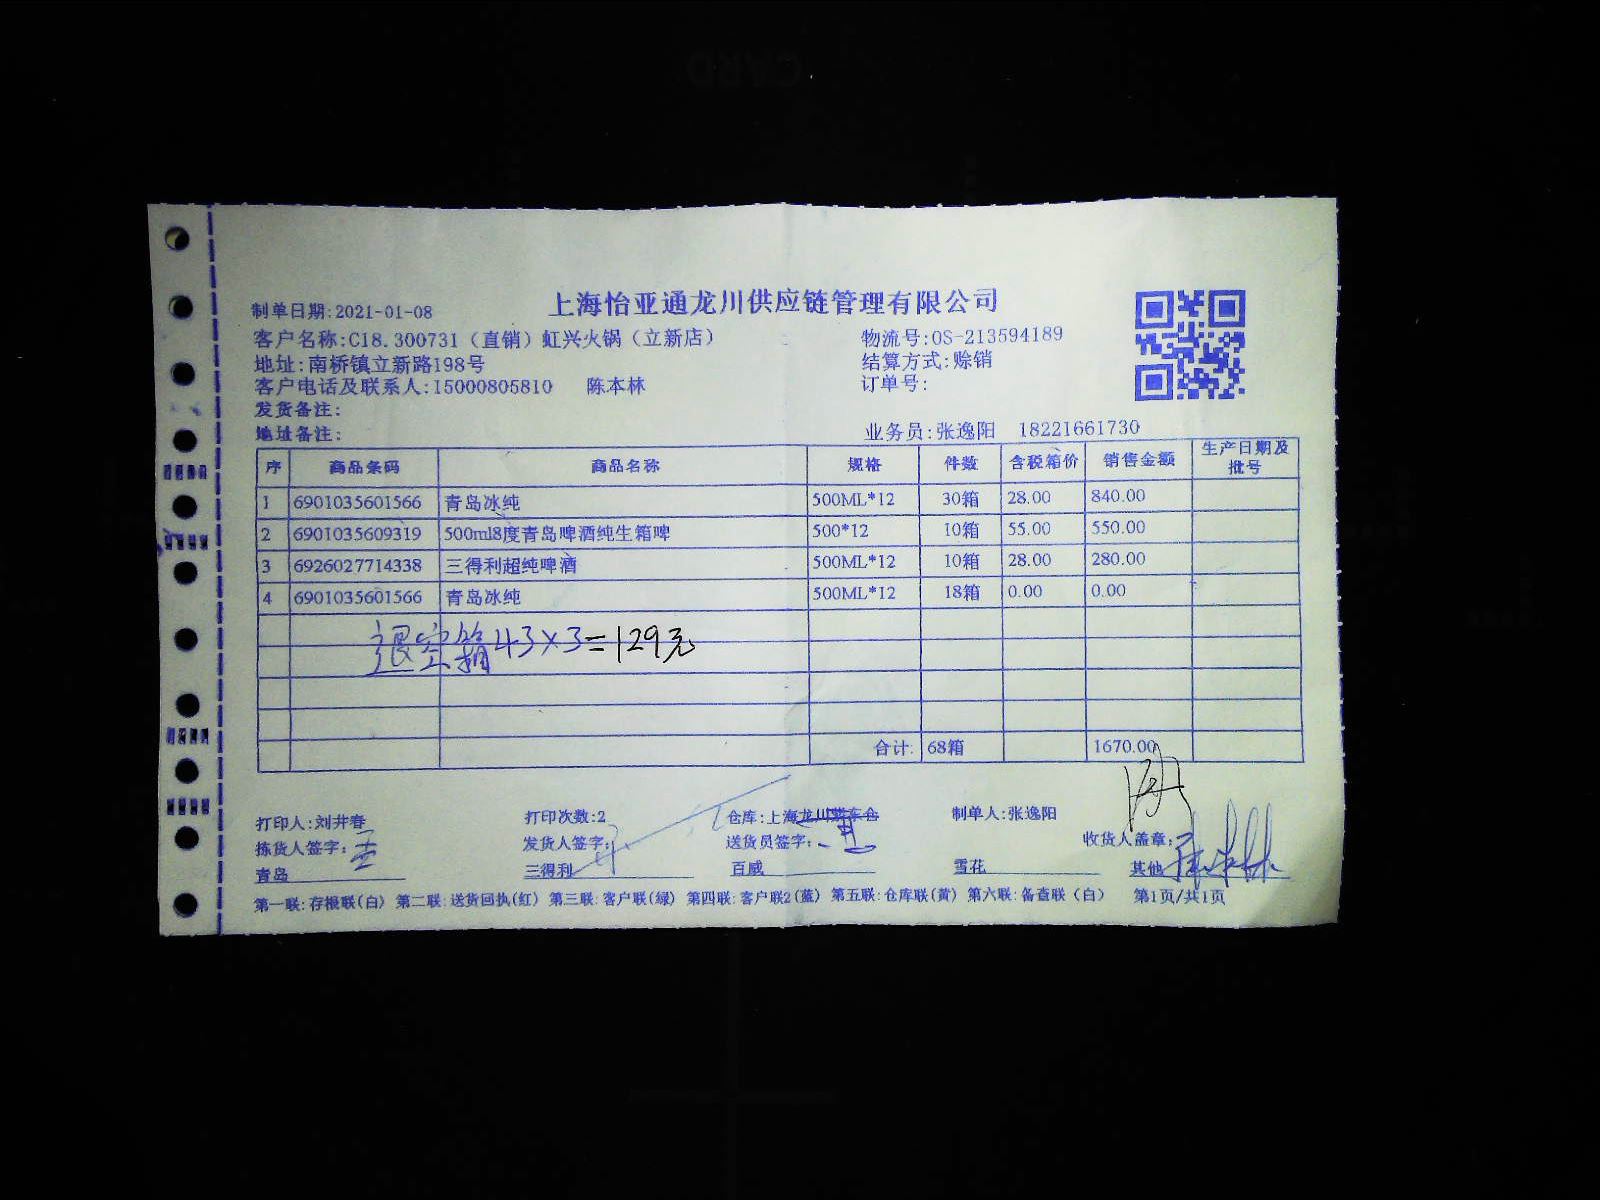 上海怡亚通龙川供应链管理有限公司
制单日期:2021-01-08
客户名称:C18.300731（直销）虹兴火锅（立新店） 物流号:OS-213594189
地址:南桥镇立新路198号 结算方式:赊销
客户电话及联系人:15000805810 陈本林 订单号:
发货备注:
地址备注: 业务员:张逸阳 18221661730
序 商品条码 商品名称 规格 件数 含税箱价 销售金额 生产日期及批号
1 6901035601566 青岛冰纯 500ML*12 30箱 28.00 840.00
2 6901035609319 500ml8度青岛啤酒纯生箱啤 500*12 10箱 55.00 550.00
3 6926027714338 三得利超纯啤酒 500ML*12 10箱 28.00 280.00
4 6901035601566 青岛冰纯 500ML*12 18箱 0.00 0.00
退空箱43×3=129元
合计: 68箱 1670.00
打印人:刘井春 打印次数:2 仓库:上海龙川 制单人:张逸阳
拣货人签字: 发货人签字: 送货员签字: 收货人盖章:
青岛 三得利 百威 雪花 其他
第一联:存根联(白) 第二联:送货回执(红) 第三联:客户联(绿) 第四联:客户联2(蓝) 第五联:仓库联(黄) 第六联:备查联（白） 第1页/共1页